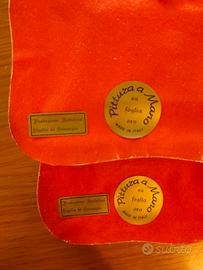 Pittura a Mano
su
foglia
oro
MADE IN ITALY
Produzione Artistica
Pittura a Mano
su
foglia
oro
MADE IN ITALY
Produzione Artistica
subito